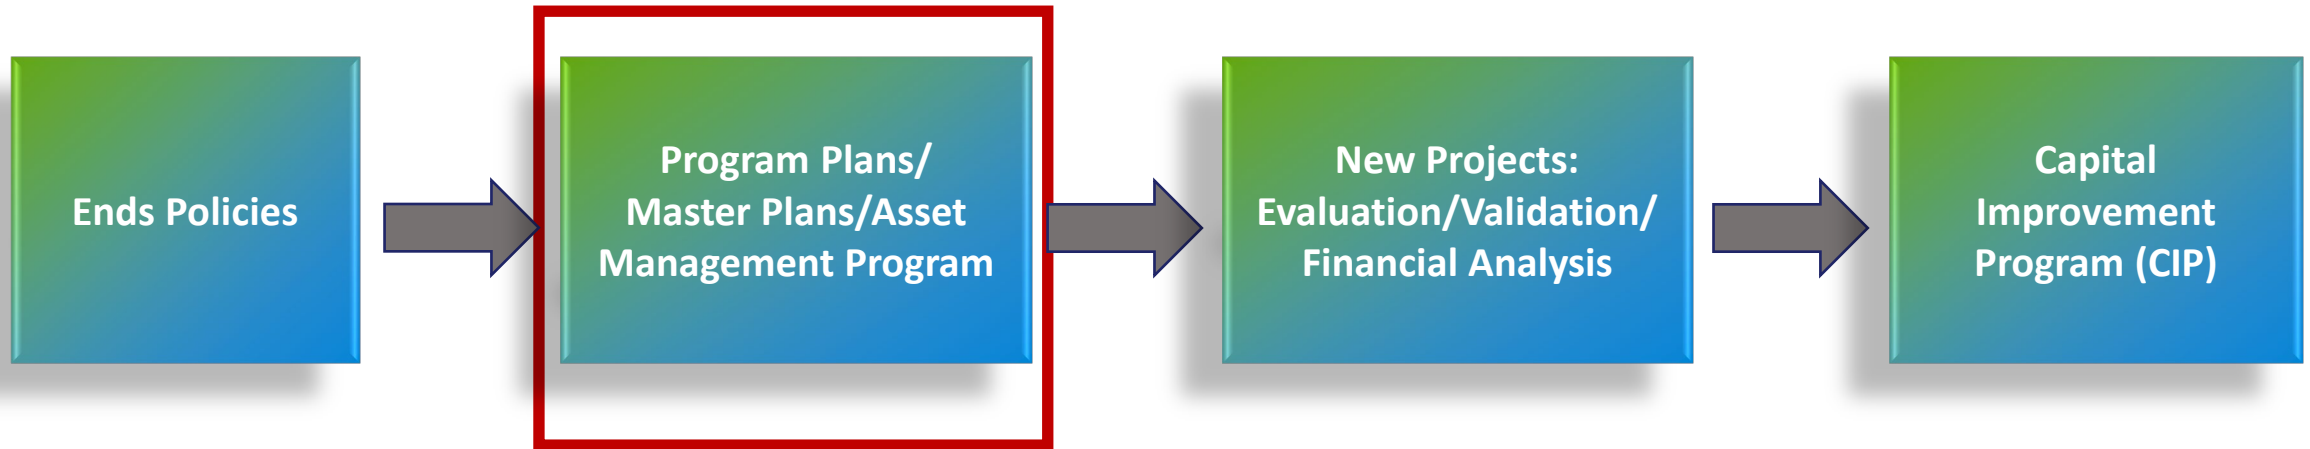 Ends Policies
Program Plans/
Master Plans/Asset
Management Program
New Projects:
Evaluation/Validation/
Financial Analysis
Capital
Improvement
Program (CIP)